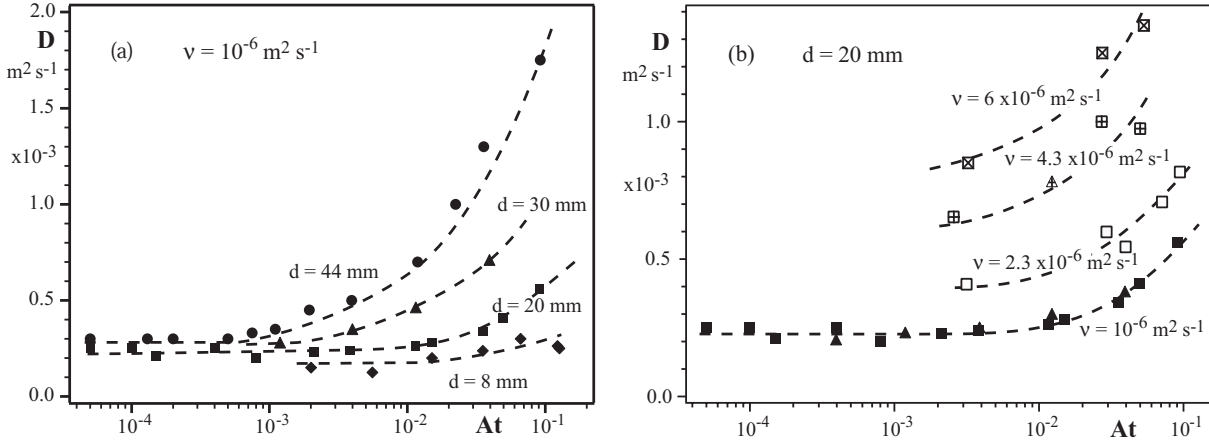 2.0
D
(a)
ν = 10⁻⁶ m² s⁻¹
m² s⁻¹
1.5
x10⁻³
1.0
d = 30 mm
d = 44 mm
0.5
d = 20 mm
d = 8 mm
0.0
10⁻⁴
10⁻³
10⁻²
At
10⁻¹
D
(b)
d = 20 mm
m² s⁻¹
ν = 6 x10⁻⁶ m² s⁻¹
1.0
ν = 4.3 x10⁻⁶ m² s⁻¹
x10⁻³
0.5
ν = 2.3 x10⁻⁶ m² s⁻¹
ν = 10⁻⁶ m² s⁻¹
0.0
10⁻⁴
10⁻³
10⁻²
At
10⁻¹